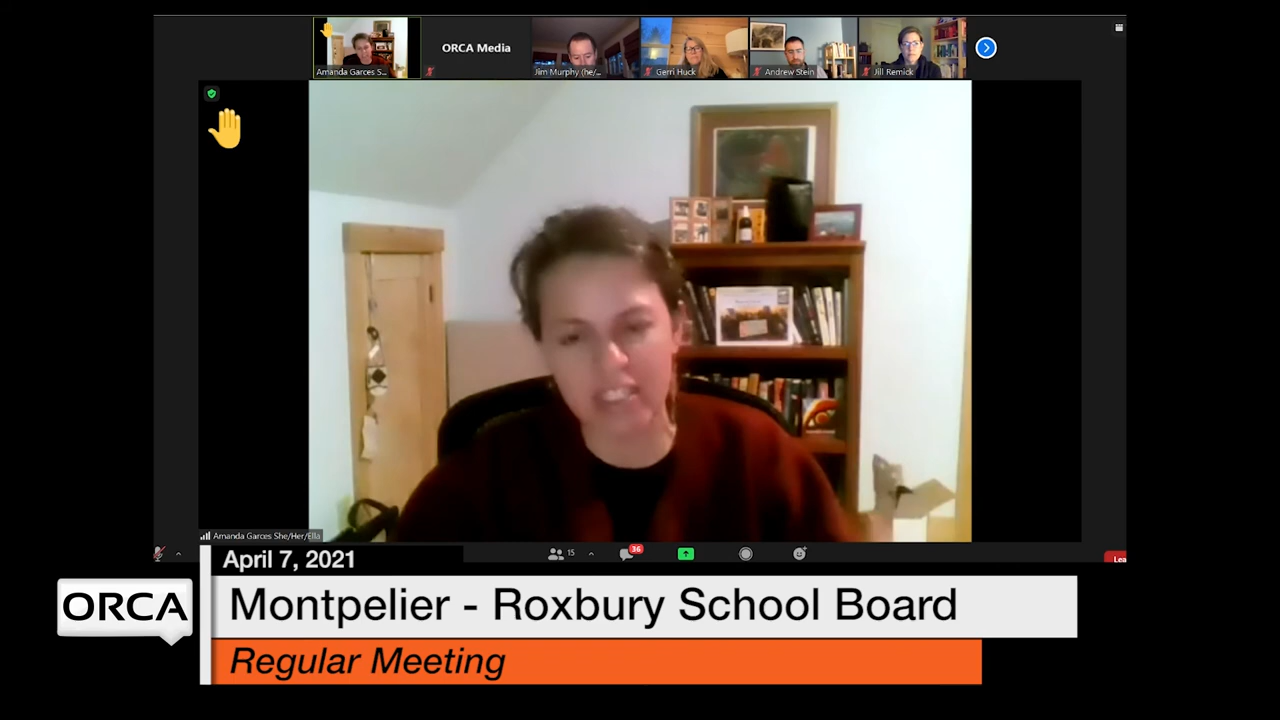 Amanda Garces S...
ORCA Media
Jim Murphy (he/...
Gerri Huck
Andrew Stein
Jill Remick
Amanda Garces She/Her/Ella
15
36
Lea
April 7, 2021
ORCA
Montpelier - Roxbury School Board
Regular Meeting